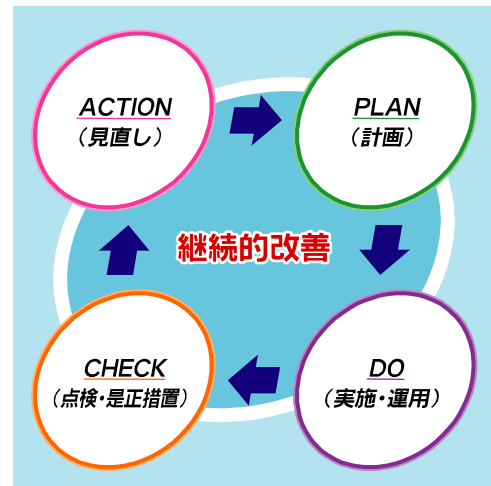 ACTION
（見直し）
PLAN
（計画）
継続的改善
CHECK
（点検・是正措置）
DO
（実施・運用）